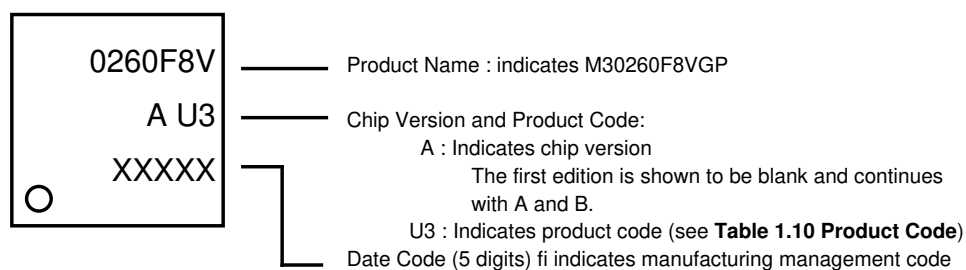 0260F8V
Product Name : indicates M30260F8VGP
A U3
Chip Version and Product Code:
A : Indicates chip version
The first edition is shown to be blank and continues
with A and B.
U3 : Indicates product code (see Table 1.10 Product Code)
XXXXX
Date Code (5 digits) fi indicates manufacturing management code